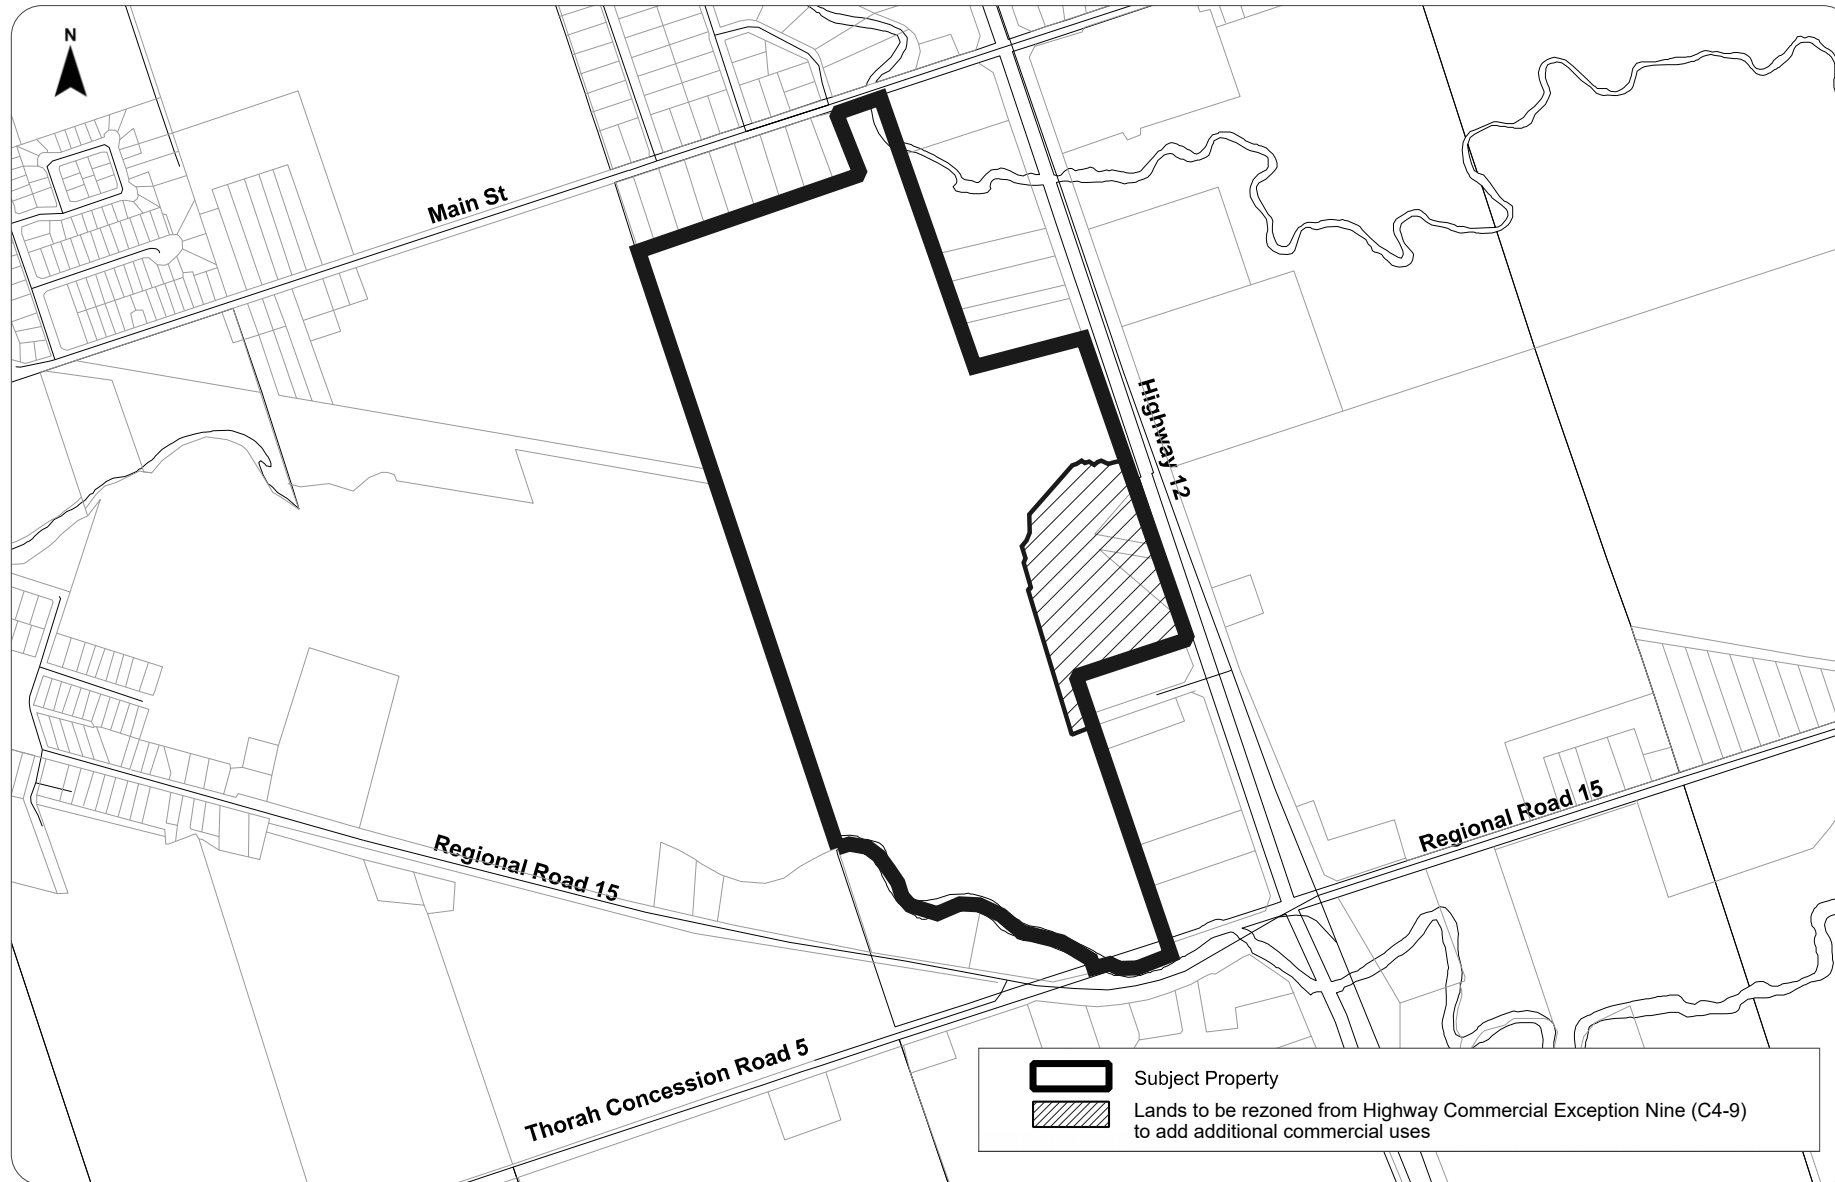 N
Main St
Highway 12
Regional Road 15
Regional Road 15
Thorah Concession Road 5
Subject Property
Lands to be rezoned from Highway Commercial Exception Nine (C4-9)
to add additional commercial uses